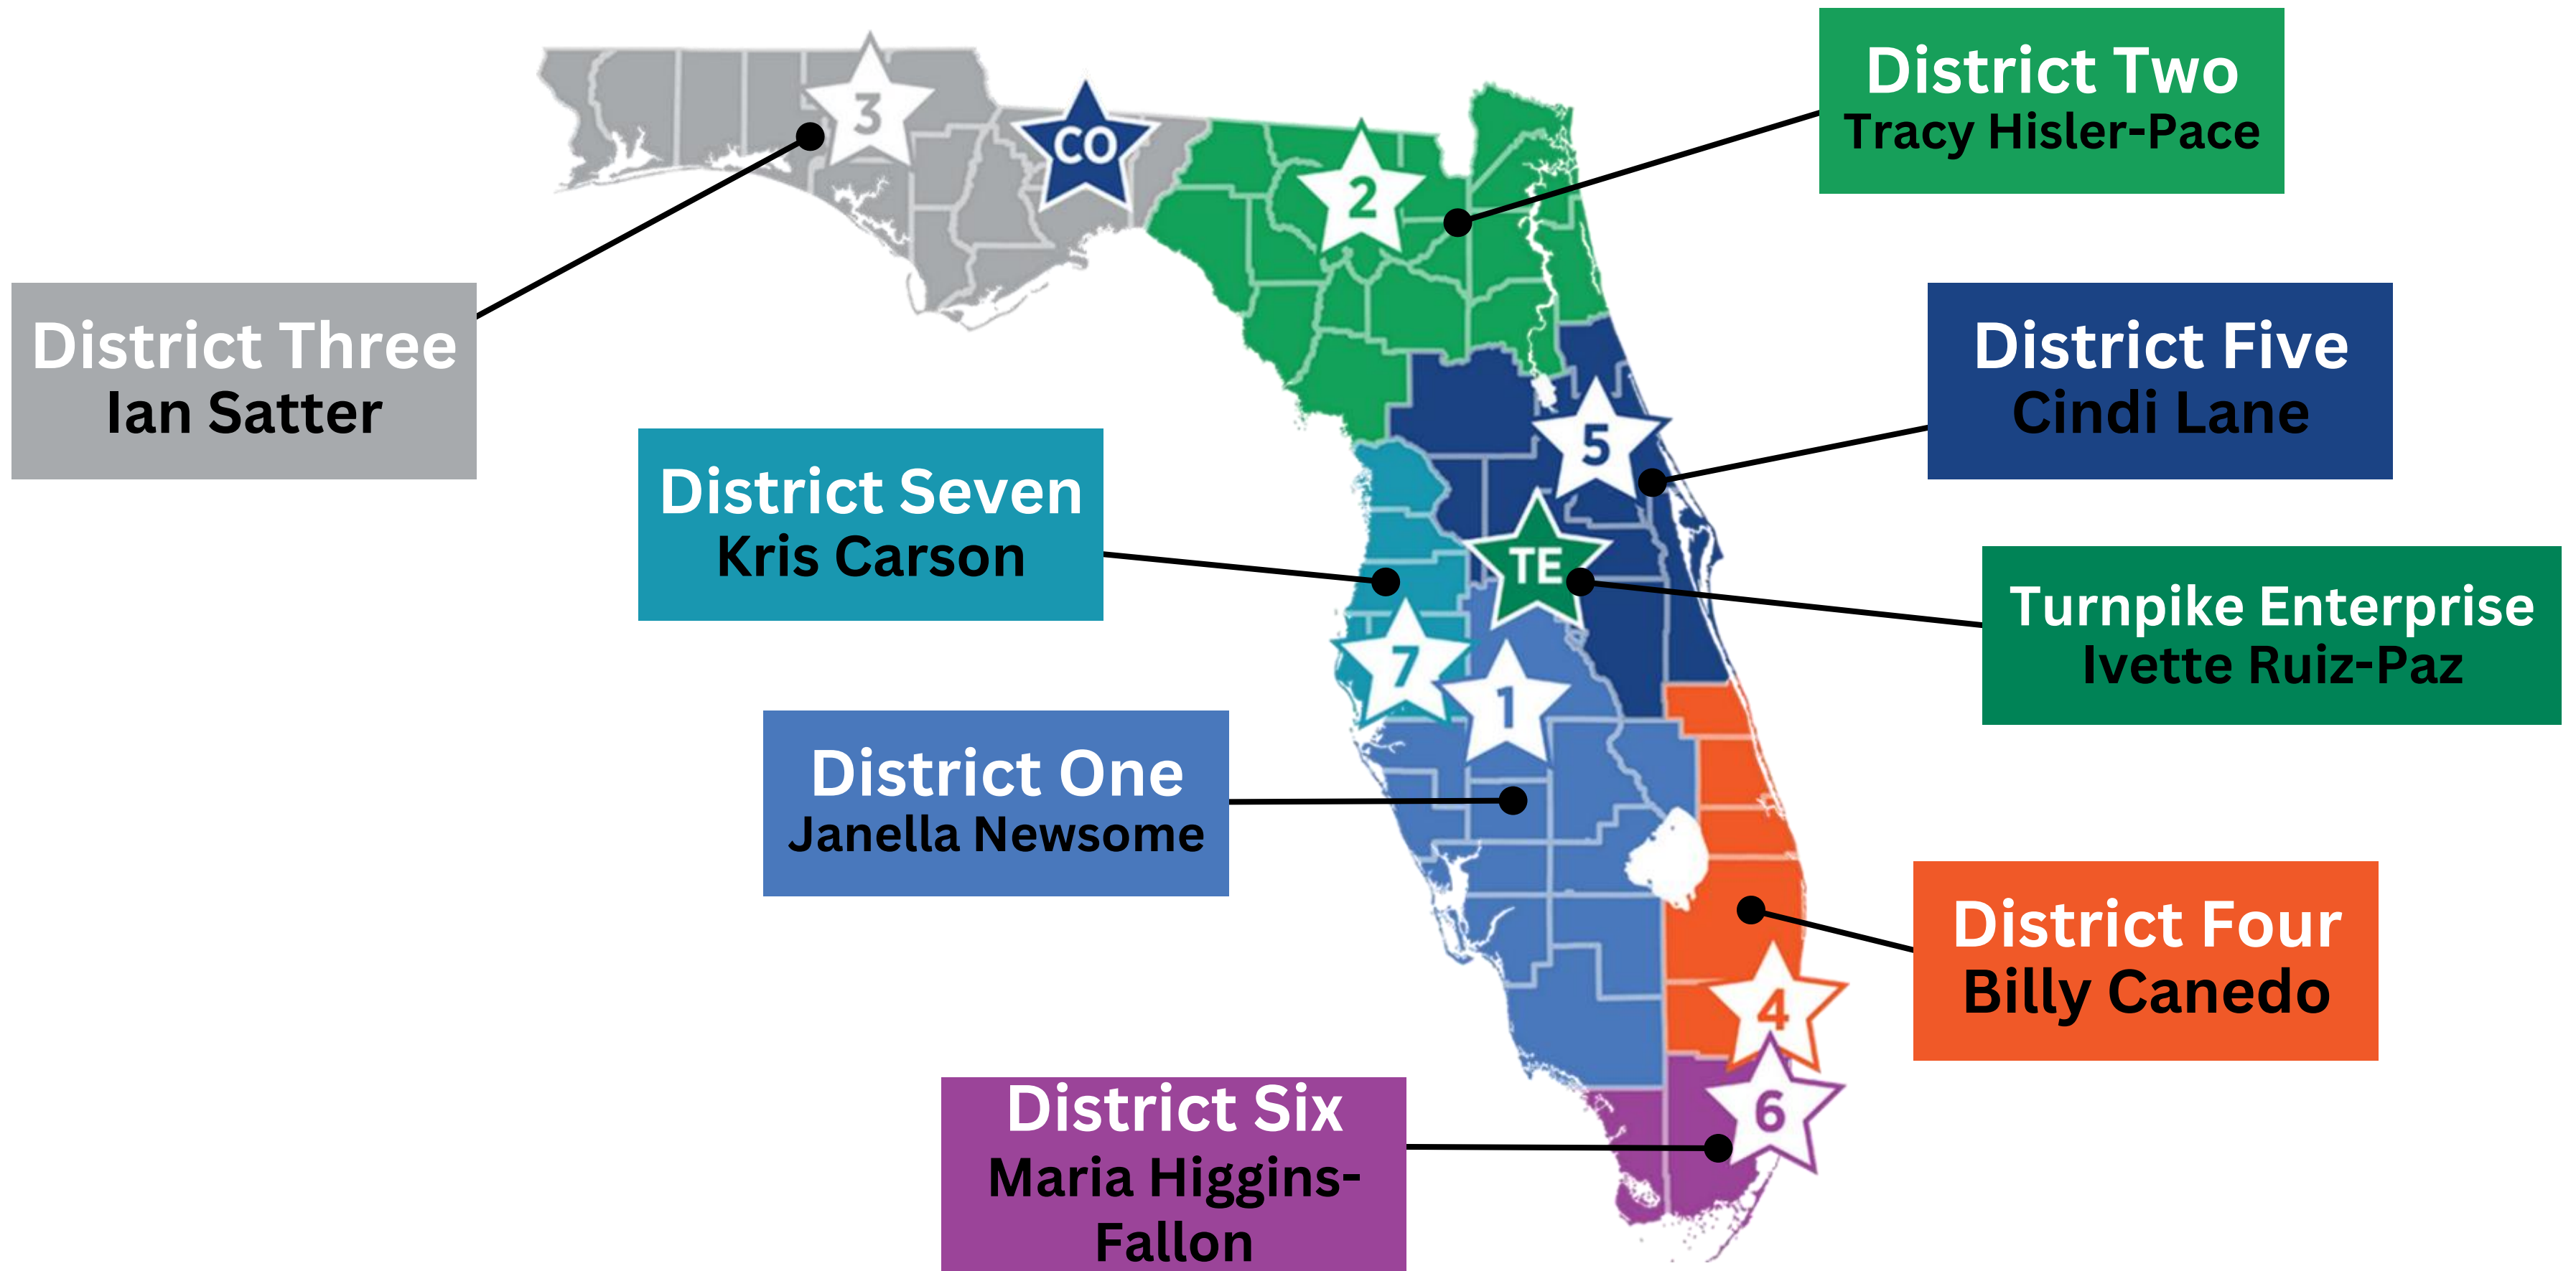 District Two
Tracy Hisler-Pace
3
CO
2
District Three
Ian Satter
District Five
Cindi Lane
5
District Seven
Kris Carson
TE
Turnpike Enterprise
Ivette Ruiz-Paz
7
1
District One
Janella Newsome
District Four
Billy Canedo
4
6
District Six
Maria Higgins-
Fallon